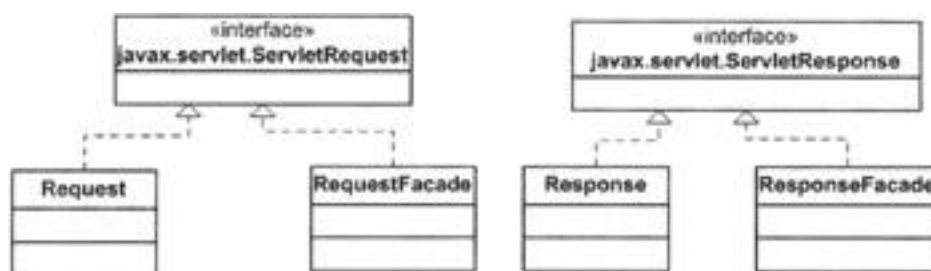 «interface»
javax.servlet.ServletRequest
«interface»
javax.servlet.ServletResponse
Request
RequestFacade
Response
ResponseFacade